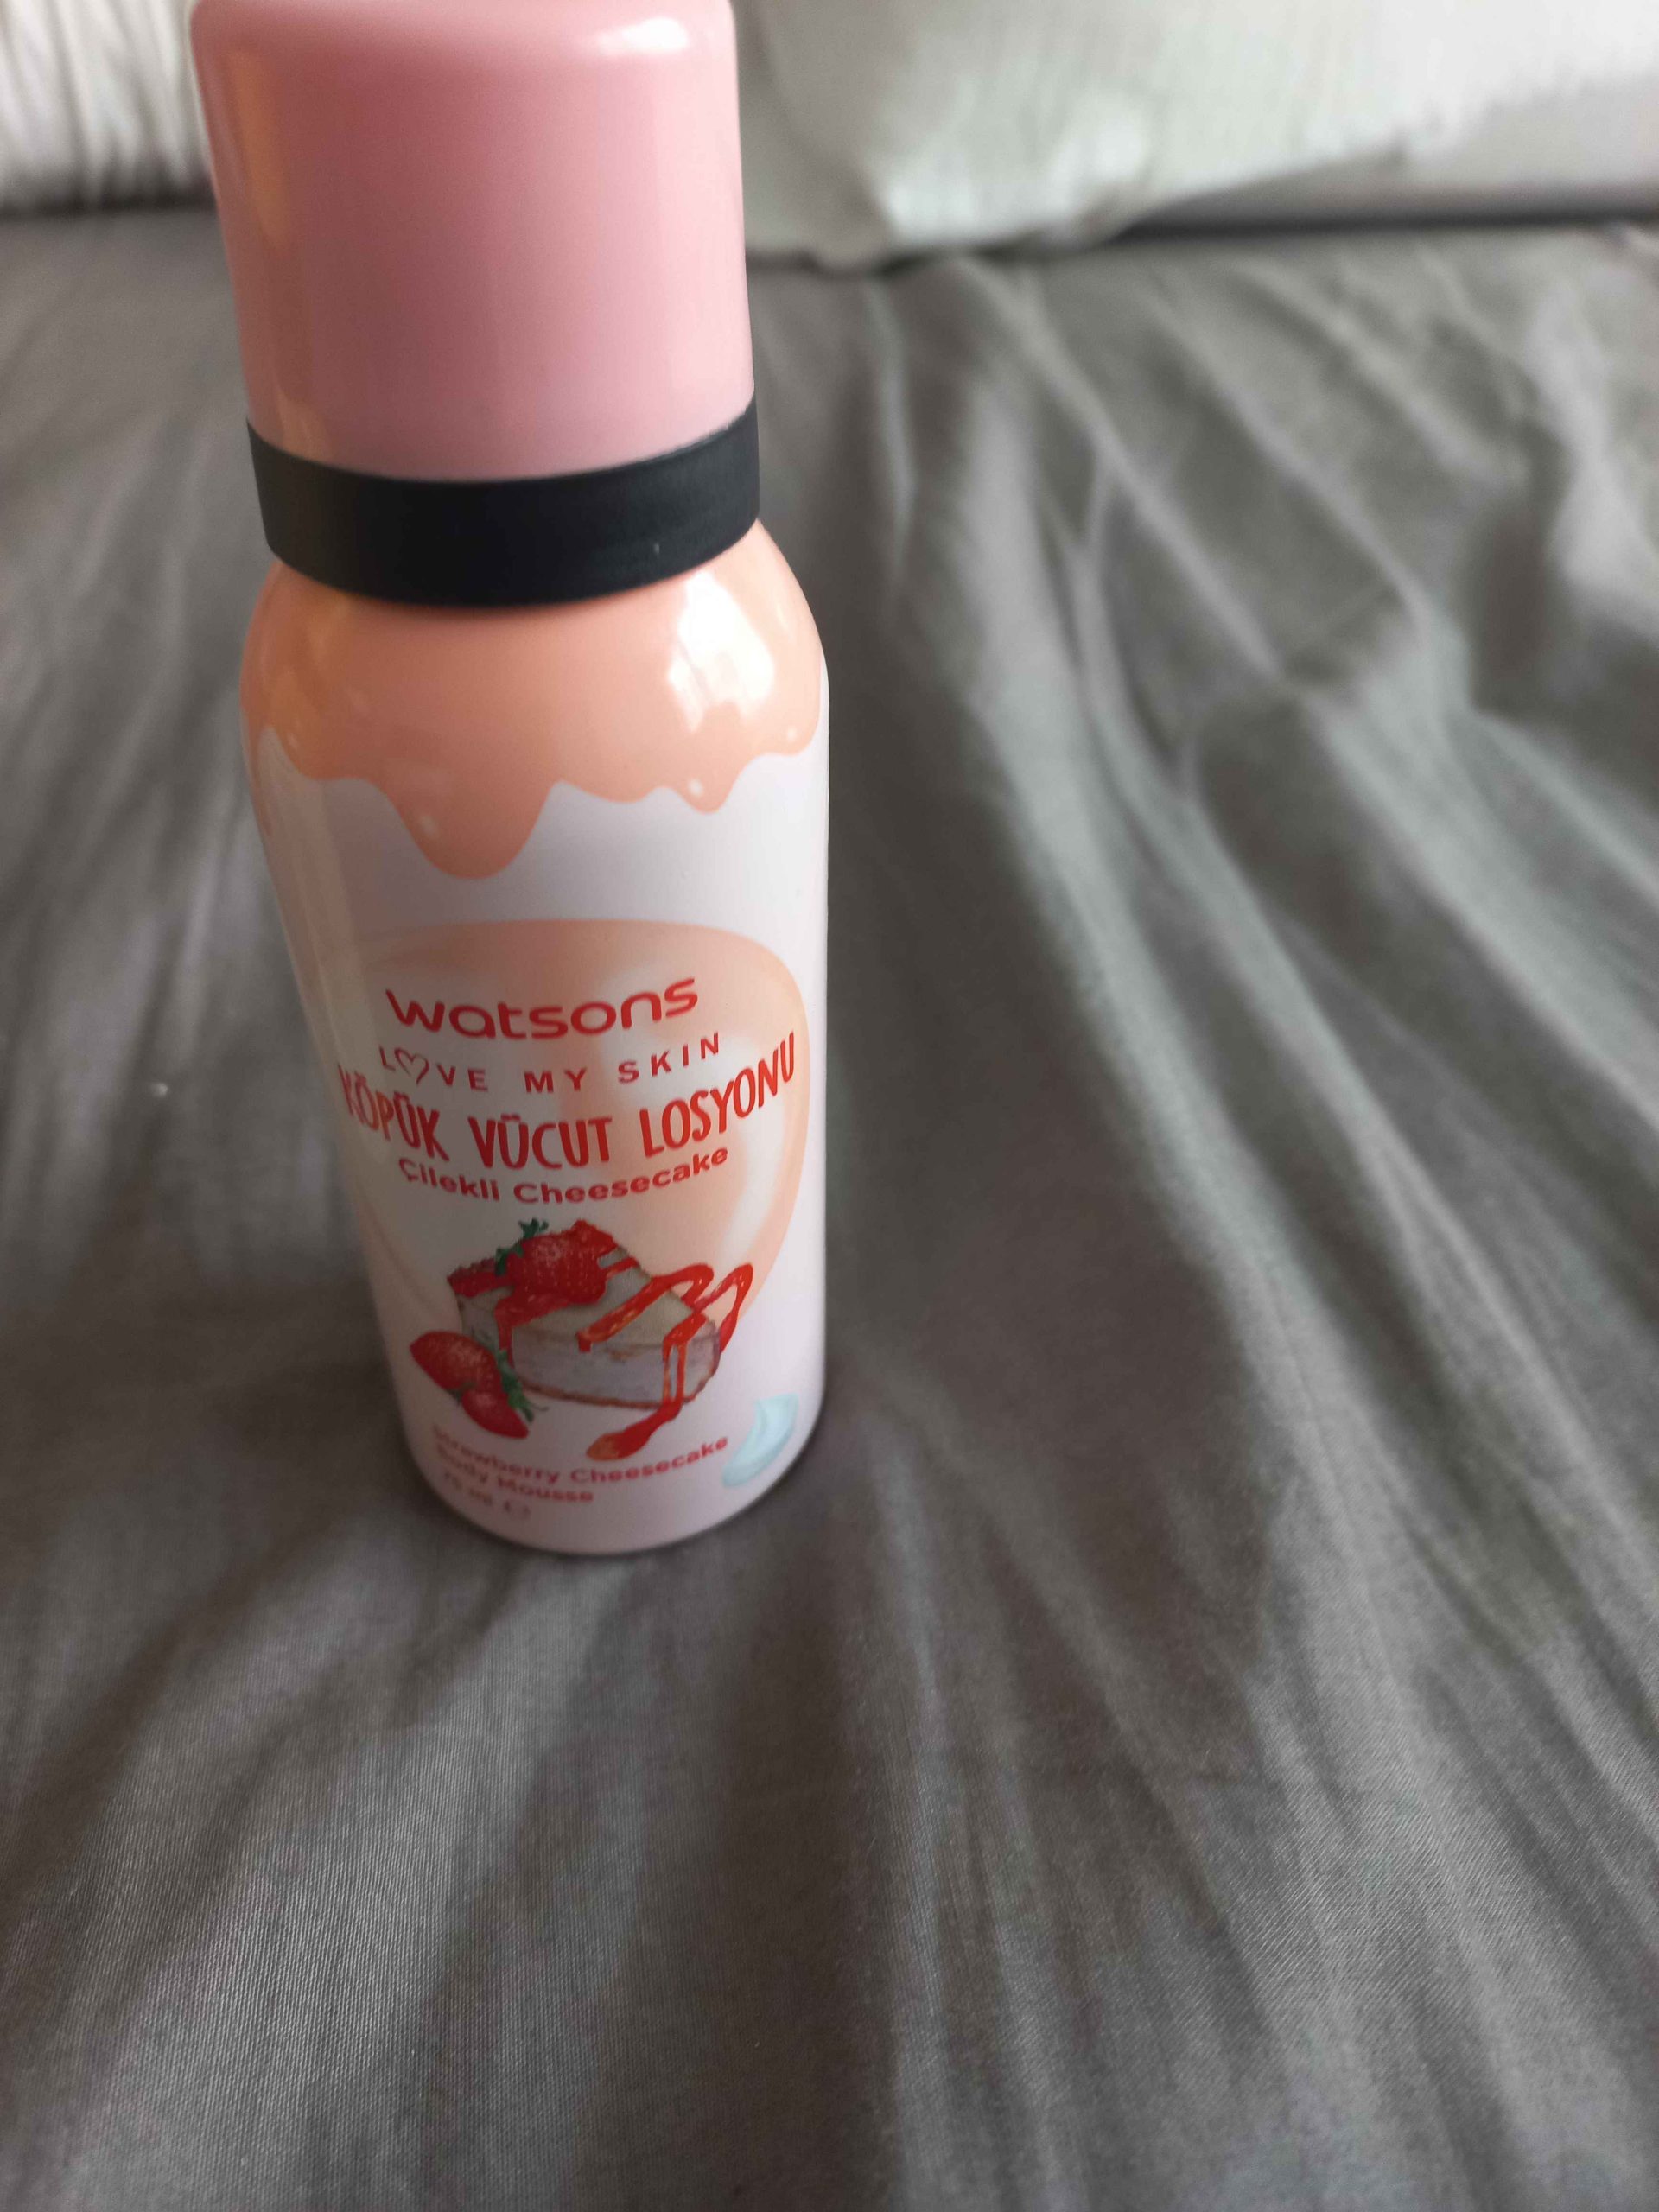 watsons
LOVE MY SKIN
KÖPÜK VÜCUT LOSYONU
Çilekli Cheesecake
Strawberry Cheesecake
Body Mousse